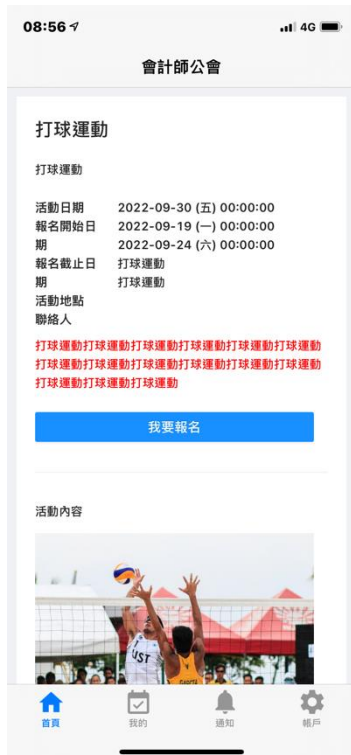 08:56
4G
會計師公會
打球運動
打球運動
活動日期 2022-09-30 (五) 00:00:00
報名開始日 2022-09-19 (一) 00:00:00
期 2022-09-24 (六) 00:00:00
報名截止日 打球運動
期 打球運動
活動地點
聯絡人
打球運動打球運動打球運動打球運動打球運動打球運動
打球運動打球運動打球運動打球運動打球運動打球運動
打球運動打球運動打球運動
我要報名
活動內容
UST
GARCIA
首頁 我的 通知 帳戶